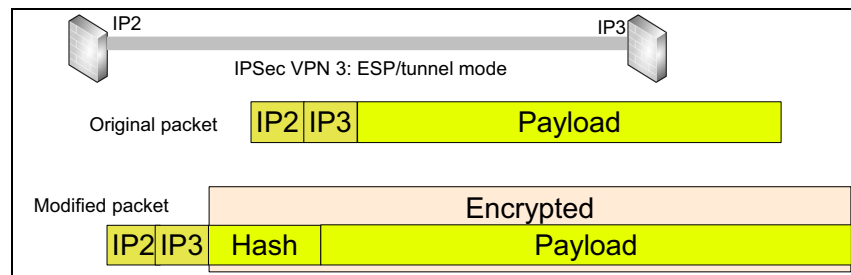 IP2 IP3
IPSec VPN 3: ESP/tunnel mode
Original packet IP2 IP3 Payload
Modified packet Encrypted
IP2 IP3 Hash Payload